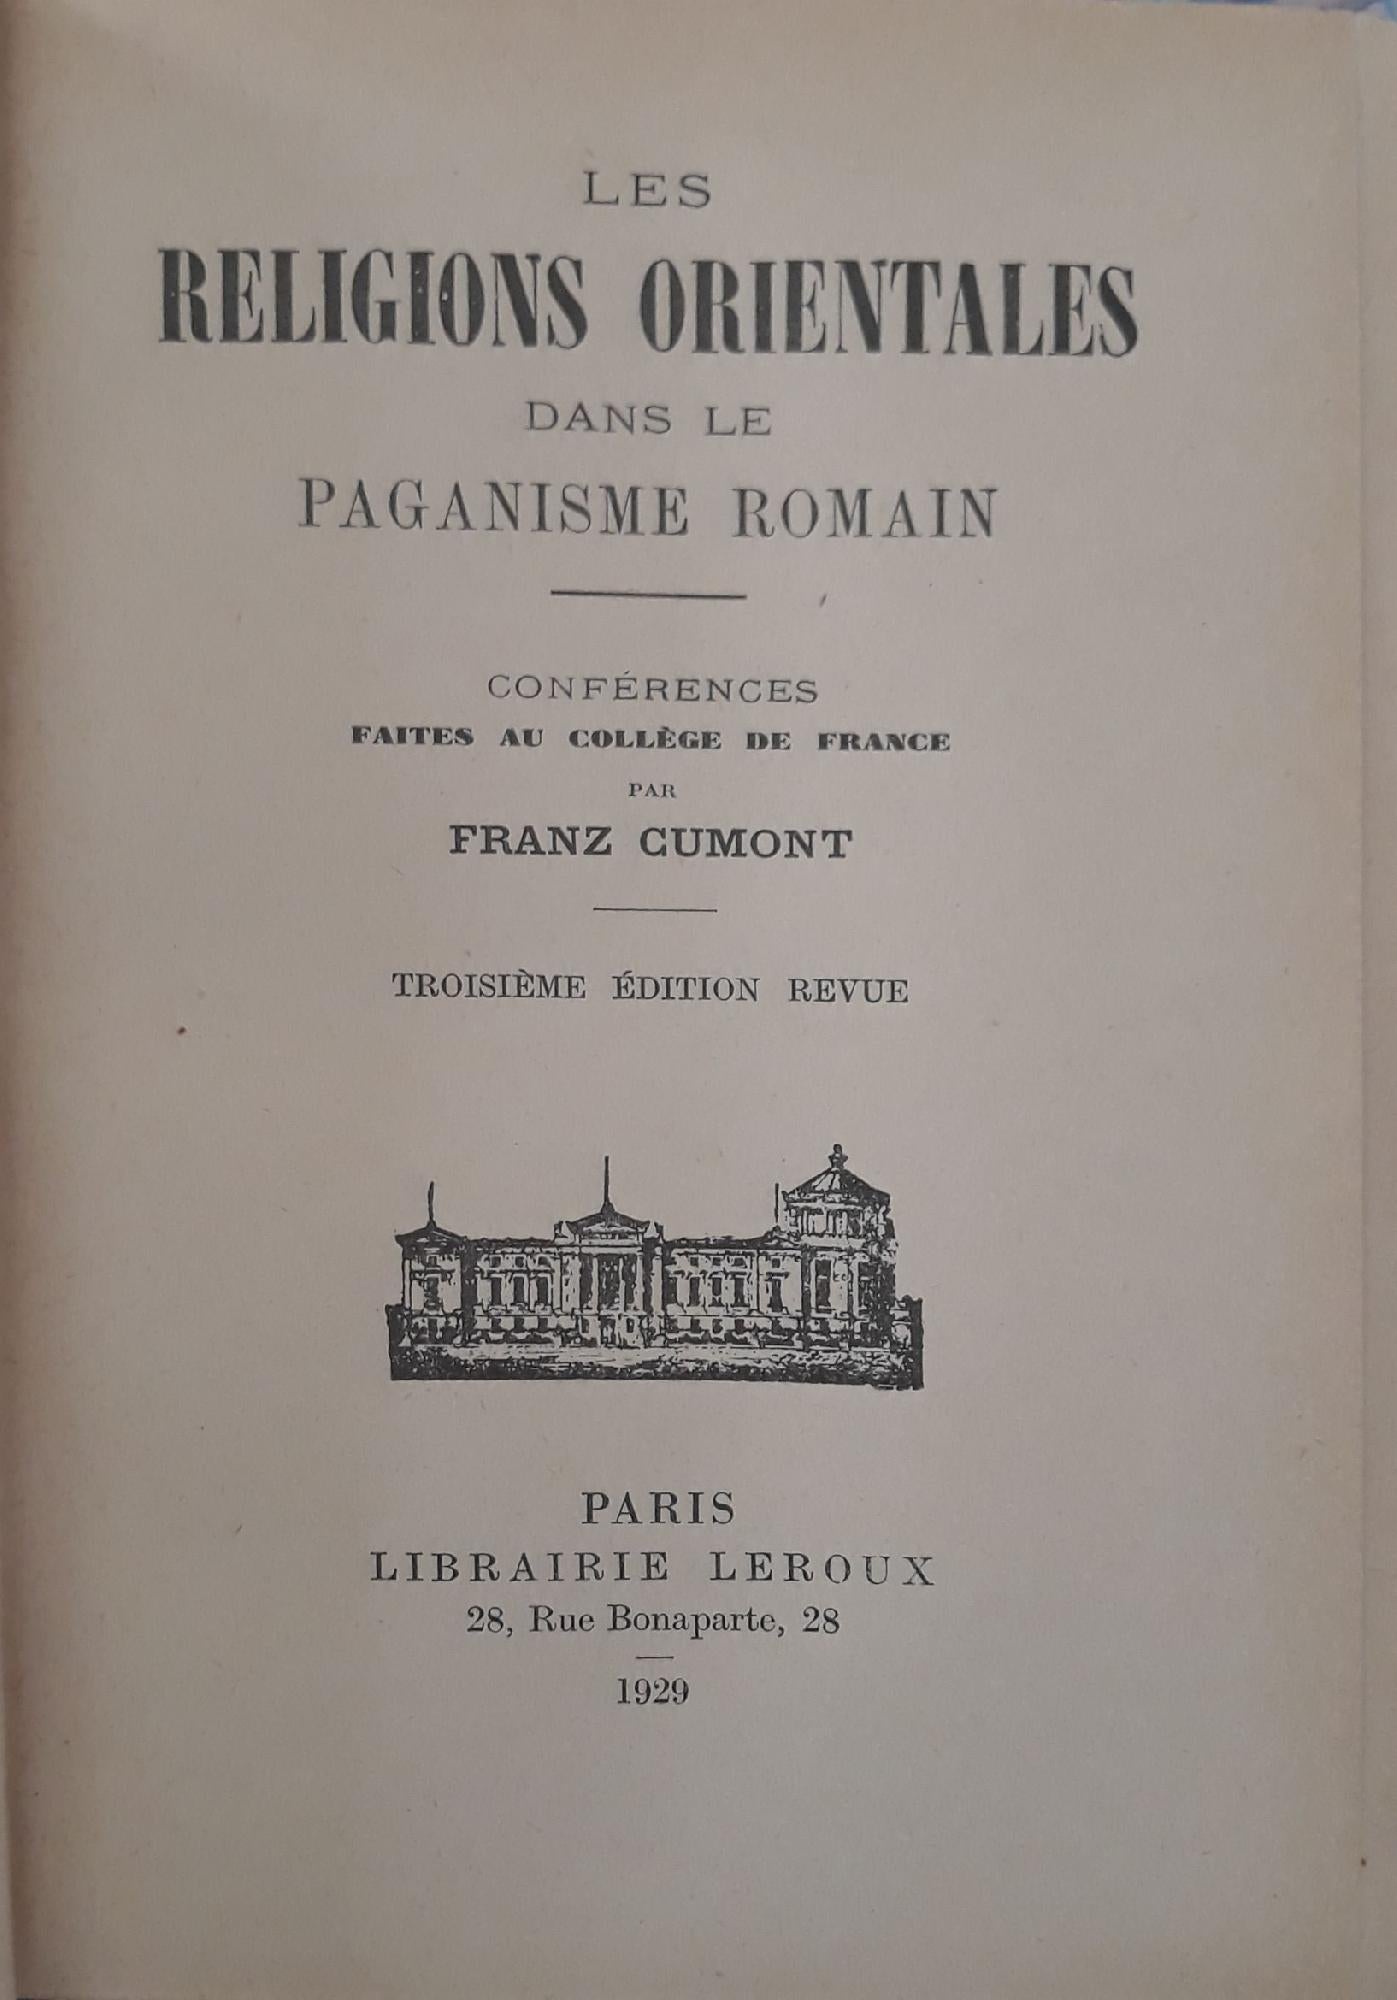 LES
RELIGIONS ORIENTALES
DANS LE
PAGANISME ROMAIN
CONFÉRENCES
FAITES AU COLLÈGE DE FRANCE
PAR
FRANZ CUMONT
TROISIÈME ÉDITION REVUE
PARIS
LIBRAIRIE LEROUX
28, Rue Bonaparte, 28
1929